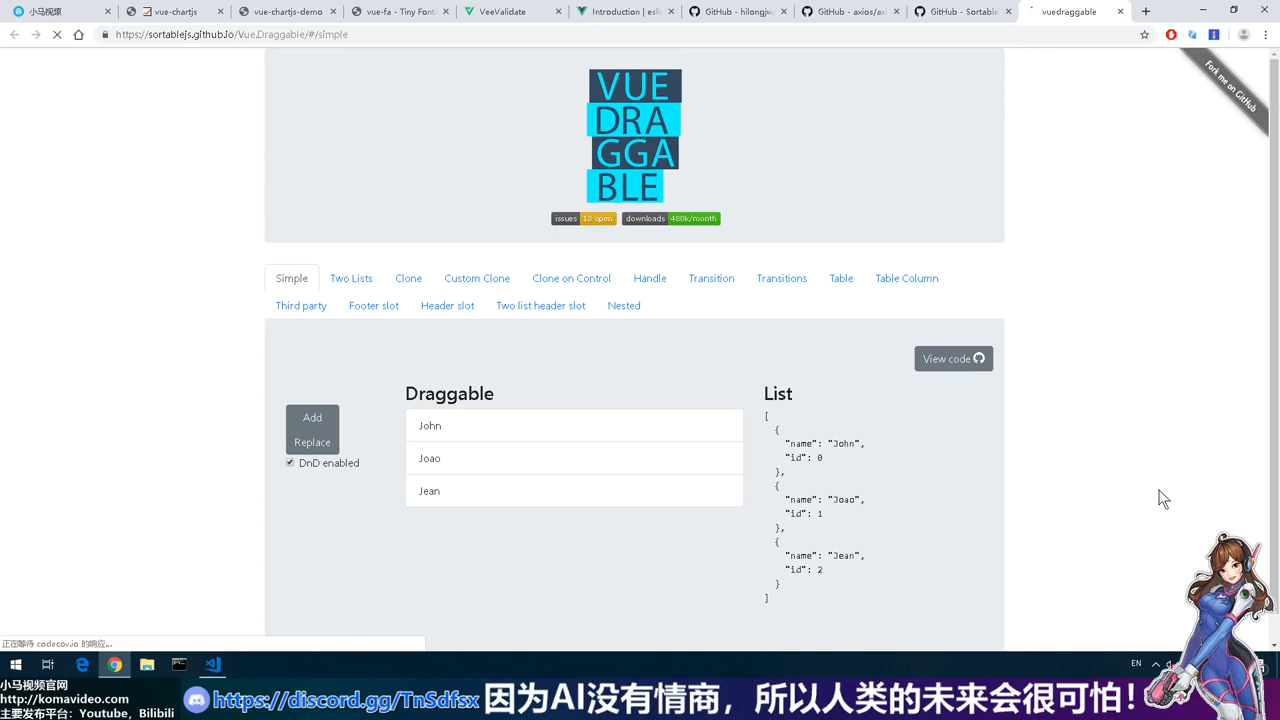 小马视频
vue-chartjs
vue-chartjs-demo
vue-fa - Tiny Font
VeeValidate
Introduction | esli
GitHub - hilongjw
GitHub - axios/ax
GitHub - Sortable
vuedraggable
https://sortablejs.github.io/Vue.Draggable/#/simple
Fork me on GitHub
VUE
DRA
GGA
BLE
issues 18 open downloads 480k/month
Simple Two Lists Clone Custom Clone Clone on Control Handle Transition Transitions Table Table Column
Third party Footer slot Header slot Two list header slot Nested
View code
Add
Replace
DnD enabled
Draggable
John
Joao
Jean
List
[
{
"name": "John",
"id": 0
},
{
"name": "Joao",
"id": 1
},
{
"name": "Jean",
"id": 2
}
]
正在等待 codecov.io 的响应...
EN
小马视频官网
http://komavideo.com
主要发布平台：Youtube，Bilibili
https://discord.gg/TnSdfsx 因为AI没有情商，所以人类的未来会很可怕！